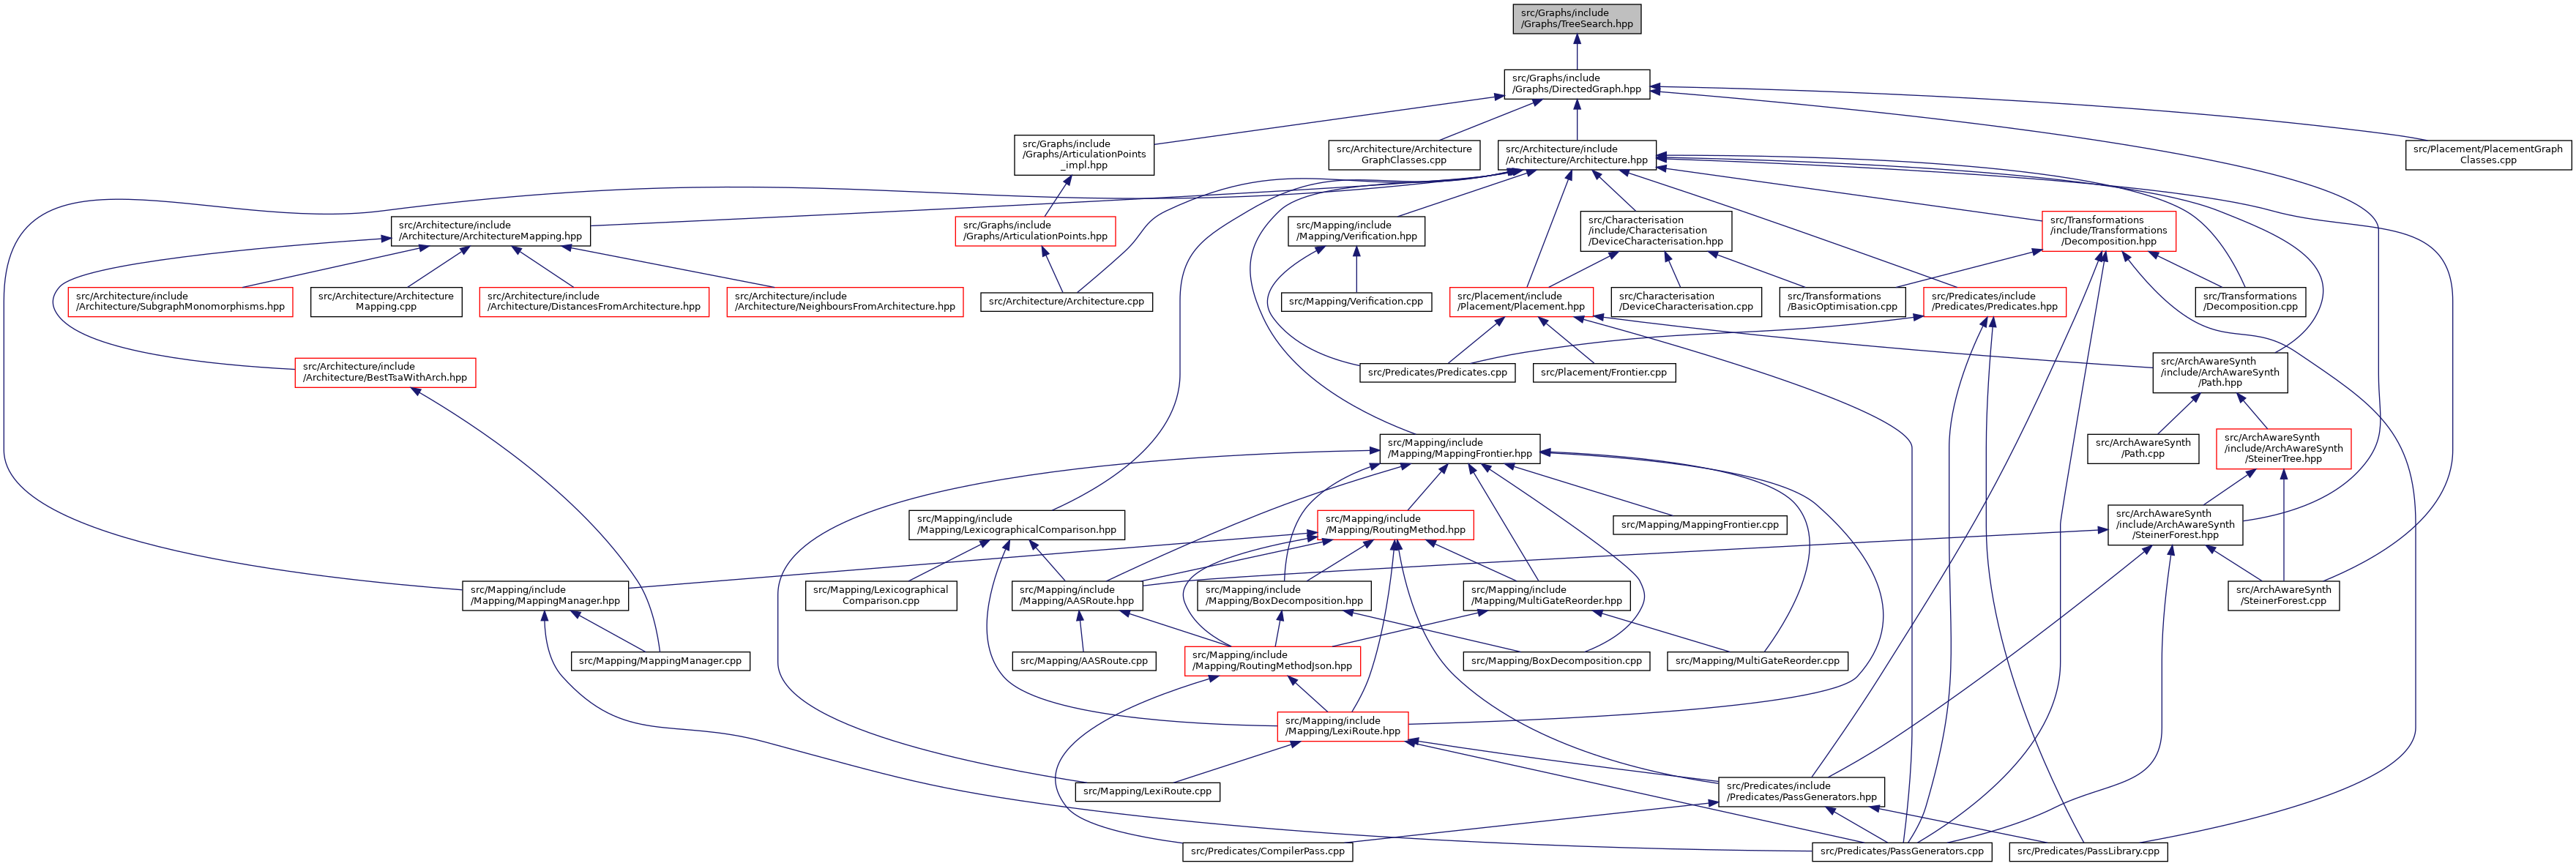 src/Graphs/include
/Graphs/TreeSearch.hpp
src/Graphs/include
/Graphs/DirectedGraph.hpp
src/Graphs/include
/Graphs/ArticulationPoints
_impl.hpp
src/Architecture/Architecture
GraphClasses.cpp
src/Architecture/include
/Architecture/Architecture.hpp
src/Placement/PlacementGraph
Classes.cpp
src/Architecture/include
/Architecture/ArchitectureMapping.hpp
src/Graphs/include
/Graphs/ArticulationPoints.hpp
src/Mapping/include
/Mapping/Verification.hpp
src/Characterisation
/include/Characterisation
/DeviceCharacterisation.hpp
src/Transformations
/include/Transformations
/Decomposition.hpp
src/Architecture/include
/Architecture/SubgraphMonomorphisms.hpp
src/Architecture/Architecture
Mapping.cpp
src/Architecture/include
/Architecture/DistancesFromArchitecture.hpp
src/Architecture/include
/Architecture/NeighboursFromArchitecture.hpp
src/Architecture/Architecture.cpp
src/Mapping/Verification.cpp
src/Placement/include
/Placement/Placement.hpp
src/Characterisation
/DeviceCharacterisation.cpp
src/Transformations
/BasicOptimisation.cpp
src/Predicates/include
/Predicates/Predicates.hpp
src/Transformations
/Decomposition.cpp
src/Architecture/include
/Architecture/BestTsaWithArch.hpp
src/Predicates/Predicates.cpp
src/Placement/Frontier.cpp
src/ArchAwareSynth
/include/ArchAwareSynth
/Path.hpp
src/Mapping/include
/Mapping/MappingFrontier.hpp
src/ArchAwareSynth
/Path.cpp
src/ArchAwareSynth
/include/ArchAwareSynth
/SteinerTree.hpp
src/Mapping/include
/Mapping/LexicographicalComparison.hpp
src/Mapping/include
/Mapping/RoutingMethod.hpp
src/Mapping/MappingFrontier.cpp
src/ArchAwareSynth
/include/ArchAwareSynth
/SteinerForest.hpp
src/Mapping/include
/Mapping/MappingManager.hpp
src/Mapping/Lexicographical
Comparison.cpp
src/Mapping/include
/Mapping/AASRoute.hpp
src/Mapping/include
/Mapping/BoxDecomposition.hpp
src/Mapping/include
/Mapping/MultiGateReorder.hpp
src/ArchAwareSynth
/SteinerForest.cpp
src/Mapping/MappingManager.cpp
src/Mapping/AASRoute.cpp
src/Mapping/include
/Mapping/RoutingMethodJson.hpp
src/Mapping/BoxDecomposition.cpp
src/Mapping/MultiGateReorder.cpp
src/Mapping/include
/Mapping/LexiRoute.hpp
src/Mapping/LexiRoute.cpp
src/Predicates/include
/Predicates/PassGenerators.hpp
src/Predicates/CompilerPass.cpp
src/Predicates/PassGenerators.cpp
src/Predicates/PassLibrary.cpp